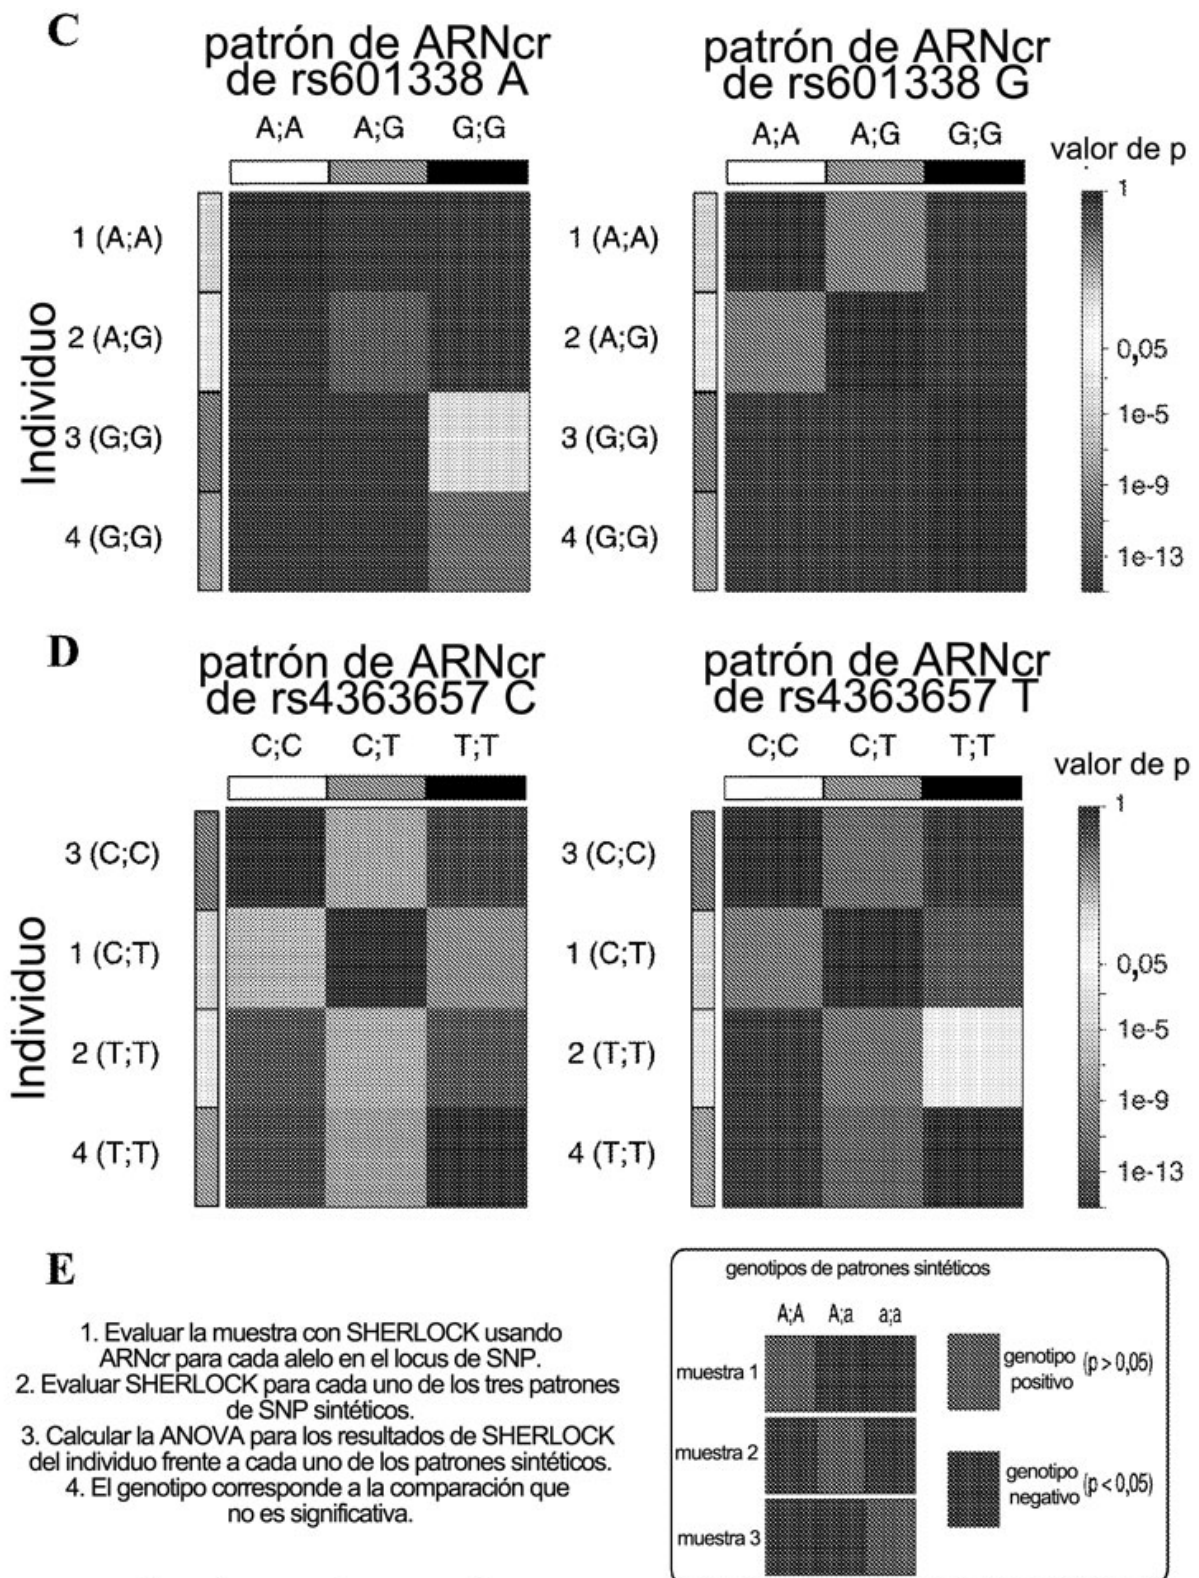 C
patrón de ARNcr
de rs601338 A
A;A A;G G;G
Individuo
1 (A;A)
2 (A;G)
3 (G;G)
4 (G;G)
patrón de ARNcr
de rs601338 G
A;A A;G G;G
1 (A;A)
2 (A;G)
3 (G;G)
4 (G;G)
valor de p
1
0,05
1e-5
1e-9
1e-13
D
patrón de ARNcr
de rs4363657 C
C;C C;T T;T
Individuo
3 (C;C)
1 (C;T)
2 (T;T)
4 (T;T)
patrón de ARNcr
de rs4363657 T
C;C C;T T;T
3 (C;C)
1 (C;T)
2 (T;T)
4 (T;T)
valor de p
1
0,05
1e-5
1e-9
1e-13
E
1. Evaluar la muestra con SHERLOCK usando
ARNcr para cada alelo en el locus de SNP.
2. Evaluar SHERLOCK para cada uno de los tres patrones
de SNP sintéticos.
3. Calcular la ANOVA para los resultados de SHERLOCK
del individuo frente a cada uno de los patrones sintéticos.
4. El genotipo corresponde a la comparación que
no es significativa.
genotipos de patrones sintéticos
A;A A;a a;a
muestra 1
muestra 2
muestra 3
genotipo
positivo
(p > 0,05)
genotipo
negativo
(p < 0,05)